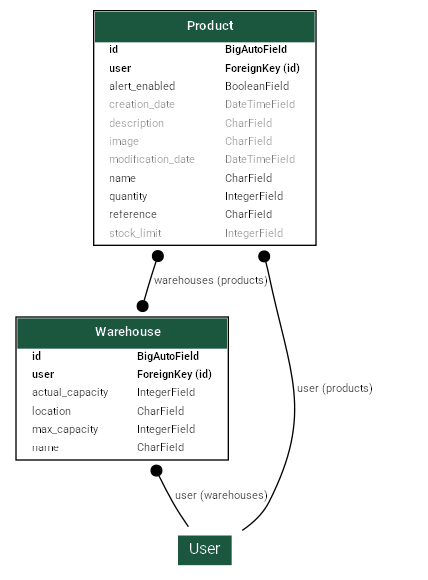 Product
id BigAutoField
user ForeignKey (id)
alert_enabled BooleanField
creation_date DateTimeField
description CharField
image CharField
modification_date DateTimeField
name CharField
quantity IntegerField
reference CharField
stock_limit IntegerField
warehouses (products)
Warehouse
id BigAutoField
user ForeignKey (id)
actual_capacity IntegerField
location CharField
max_capacity IntegerField
name CharField
user (products)
user (warehouses)
User